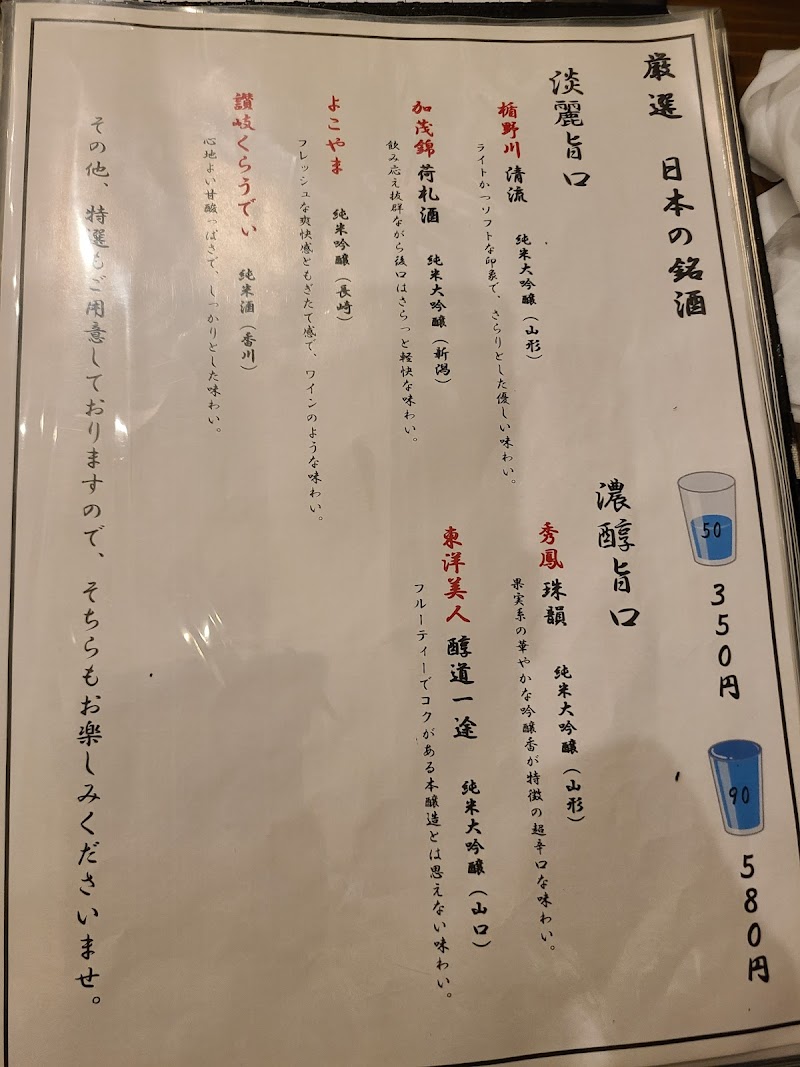 厳選 日本の銘酒
50
350円
90
580円
淡麗旨口
楯野川 清流 純米大吟醸（山形）
ライトかつソフトな印象で、さらりとした優しい味わい。
加茂錦 荷札酒 純米大吟醸（新潟）
飲み応え抜群ながら後口はさらっと軽快な味わい。
よこやま 純米吟醸（長崎）
フレッシュな爽快感ともぎたて感で、ワインのような味わい。
讃岐くらうでぃ 純米酒（香川）
心地よい甘酸っぱさで、しっかりとした味わい。
濃醇旨口
秀鳳 珠韻 純米大吟醸（山形）
果実系の華やかな吟醸香が特徴の超辛口な味わい。
東洋美人 醇道一途 純米大吟醸（山口）
フルーティーでコクがある本醸造とは思えない味わい。
その他、特選もご用意しておりますので、そちらもお楽しみくださいませ。